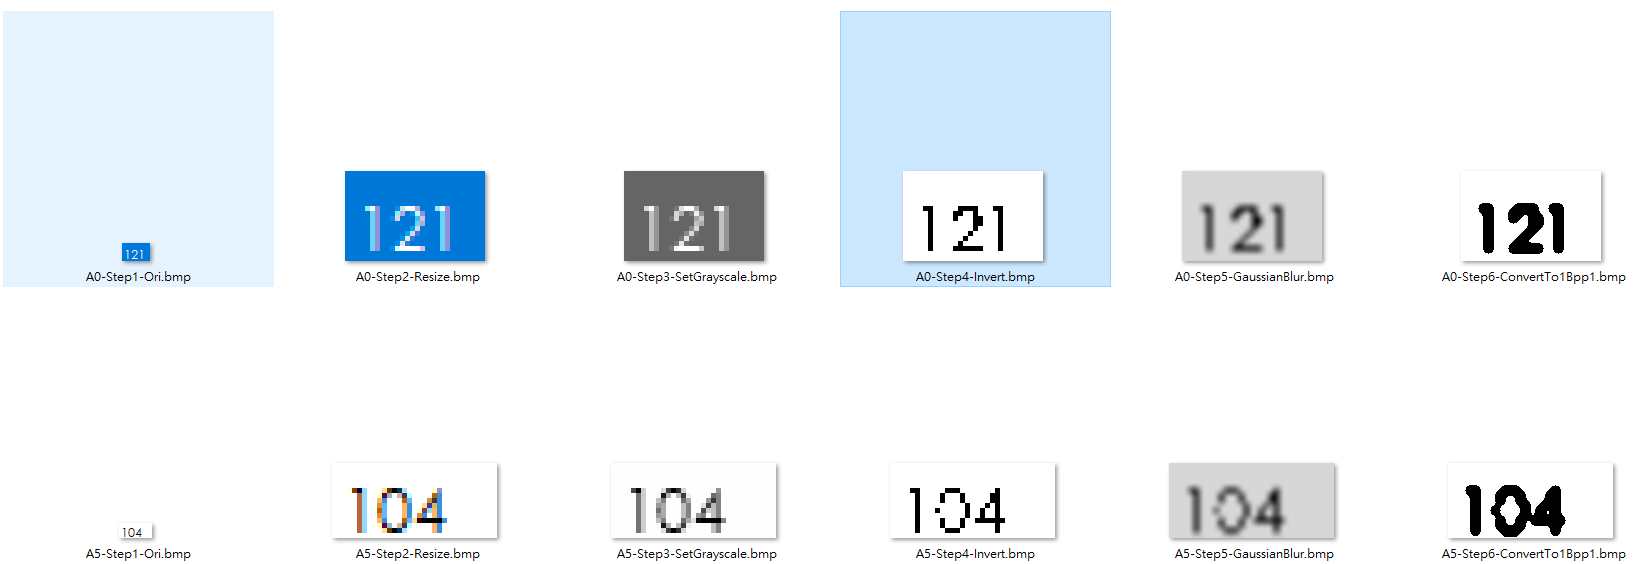 121 121 121 121 121 121
A0-Step1-Ori.bmp A0-Step2-Resize.bmp A0-Step3-SetGrayscale.bmp A0-Step4-Invert.bmp A0-Step5-GaussianBlur.bmp A0-Step6-ConvertTo1Bpp1.bmp
104 104 104 104 104 104
A5-Step1-Ori.bmp A5-Step2-Resize.bmp A5-Step3-SetGrayscale.bmp A5-Step4-Invert.bmp A5-Step5-GaussianBlur.bmp A5-Step6-ConvertTo1Bpp1.bmp